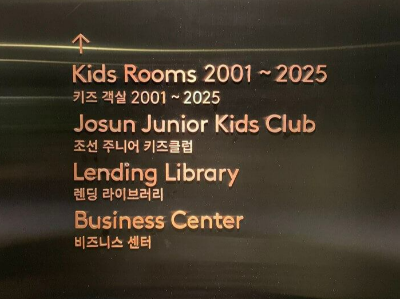 Kids Rooms 2001 ~ 2025
키즈 객실 2001 ~ 2025
Josun Junior Kids Club
조선 주니어 키즈클럽
Lending Library
렌딩 라이브러리
Business Center
비즈니스 센터